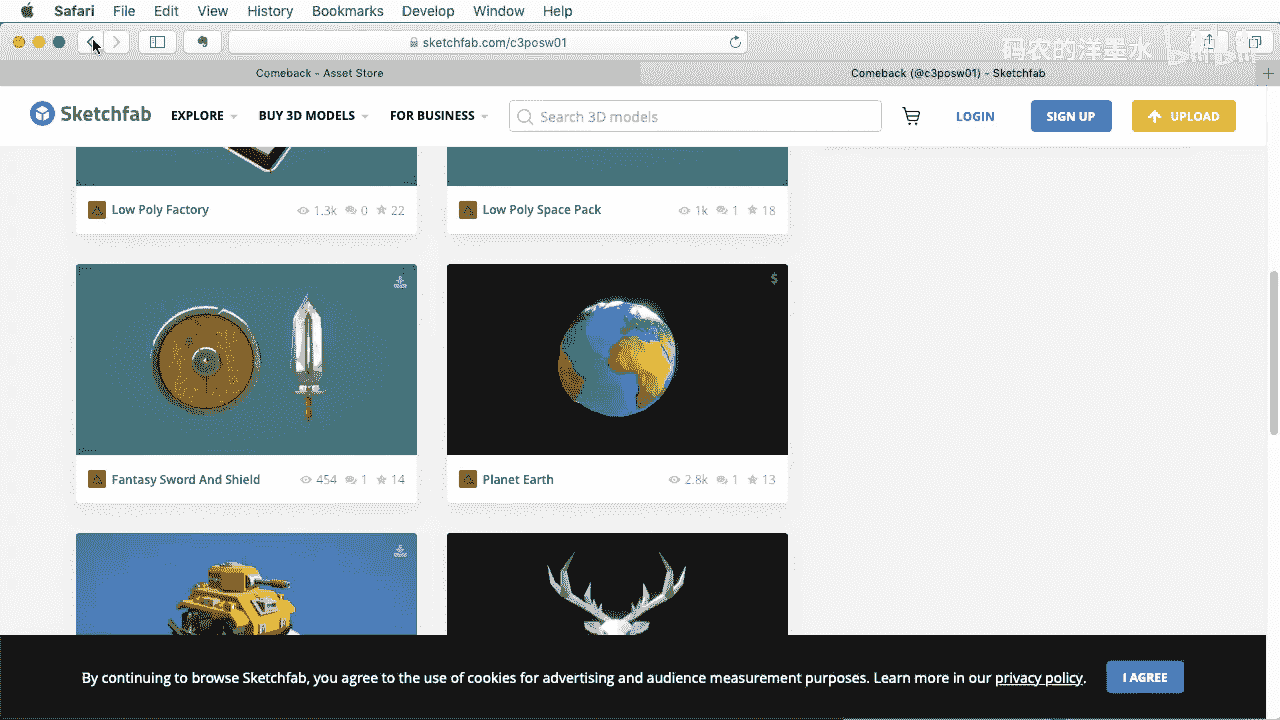 Safari File Edit View History Bookmarks Develop Window Help
sketchfab.com/c3posw01
码农的洋墨水 bilibili
Comeback - Asset Store
Comeback (@c3posw01) - Sketchfab
Sketchfab EXPLORE BUY 3D MODELS FOR BUSINESS Search 3D models LOGIN SIGN UP UPLOAD
Low Poly Factory 1.3k 0 22
Low Poly Space Pack 1k 1 18
$
Fantasy Sword And Shield 454 1 14
Planet Earth 2.8k 1 13
By continuing to browse Sketchfab, you agree to the use of cookies for advertising and audience measurement purposes. Learn more in our privacy policy. I AGREE